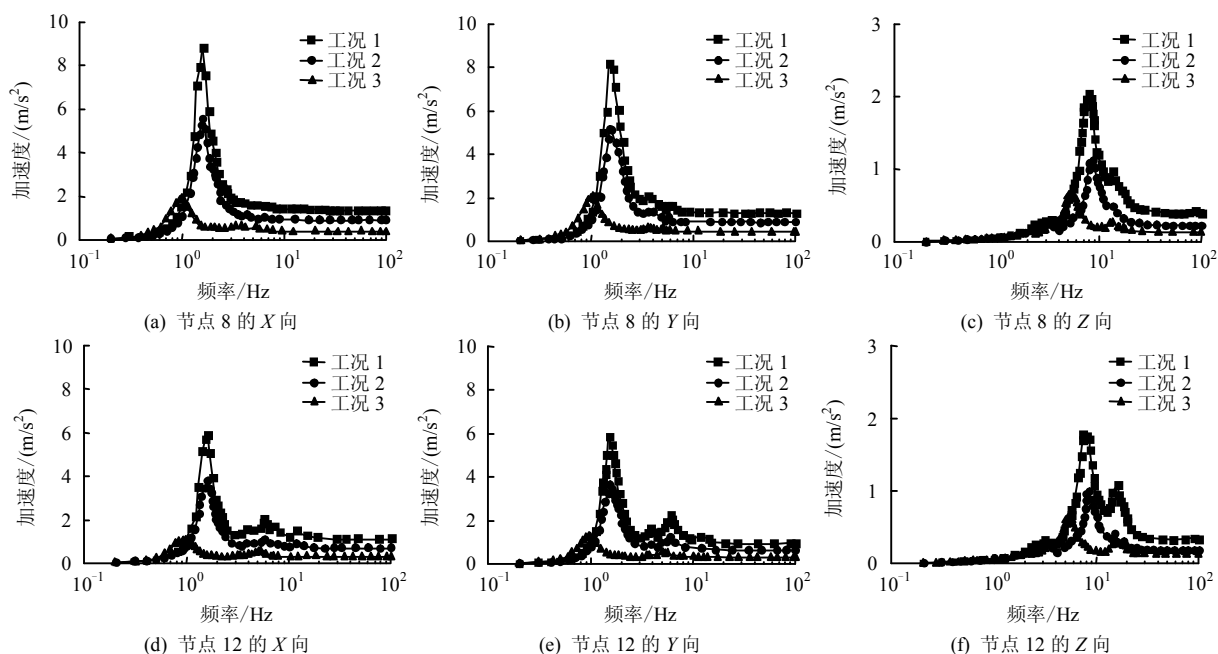 10
8
6
4
2
0
加速度/(m/s²)
工况 1
工况 2
工况 3
10⁻¹ 10⁰ 10¹ 10²
频率/Hz
(a) 节点 8 的 X 向
10
8
6
4
2
0
加速度/(m/s²)
工况 1
工况 2
工况 3
10⁻¹ 10⁰ 10¹ 10²
频率/Hz
(b) 节点 8 的 Y 向
3
2
1
0
加速度/(m/s²)
工况 1
工况 2
工况 3
10⁻¹ 10⁰ 10¹ 10²
频率/Hz
(c) 节点 8 的 Z 向
10
8
6
4
2
0
加速度/(m/s²)
工况 1
工况 2
工况 3
10⁻¹ 10⁰ 10¹ 10²
频率/Hz
(d) 节点 12 的 X 向
10
8
6
4
2
0
加速度/(m/s²)
工况 1
工况 2
工况 3
10⁻¹ 10⁰ 10¹ 10²
频率/Hz
(e) 节点 12 的 Y 向
3
2
1
0
加速度/(m/s²)
工况 1
工况 2
工况 3
10⁻¹ 10⁰ 10¹ 10²
频率/Hz
(f) 节点 12 的 Z 向